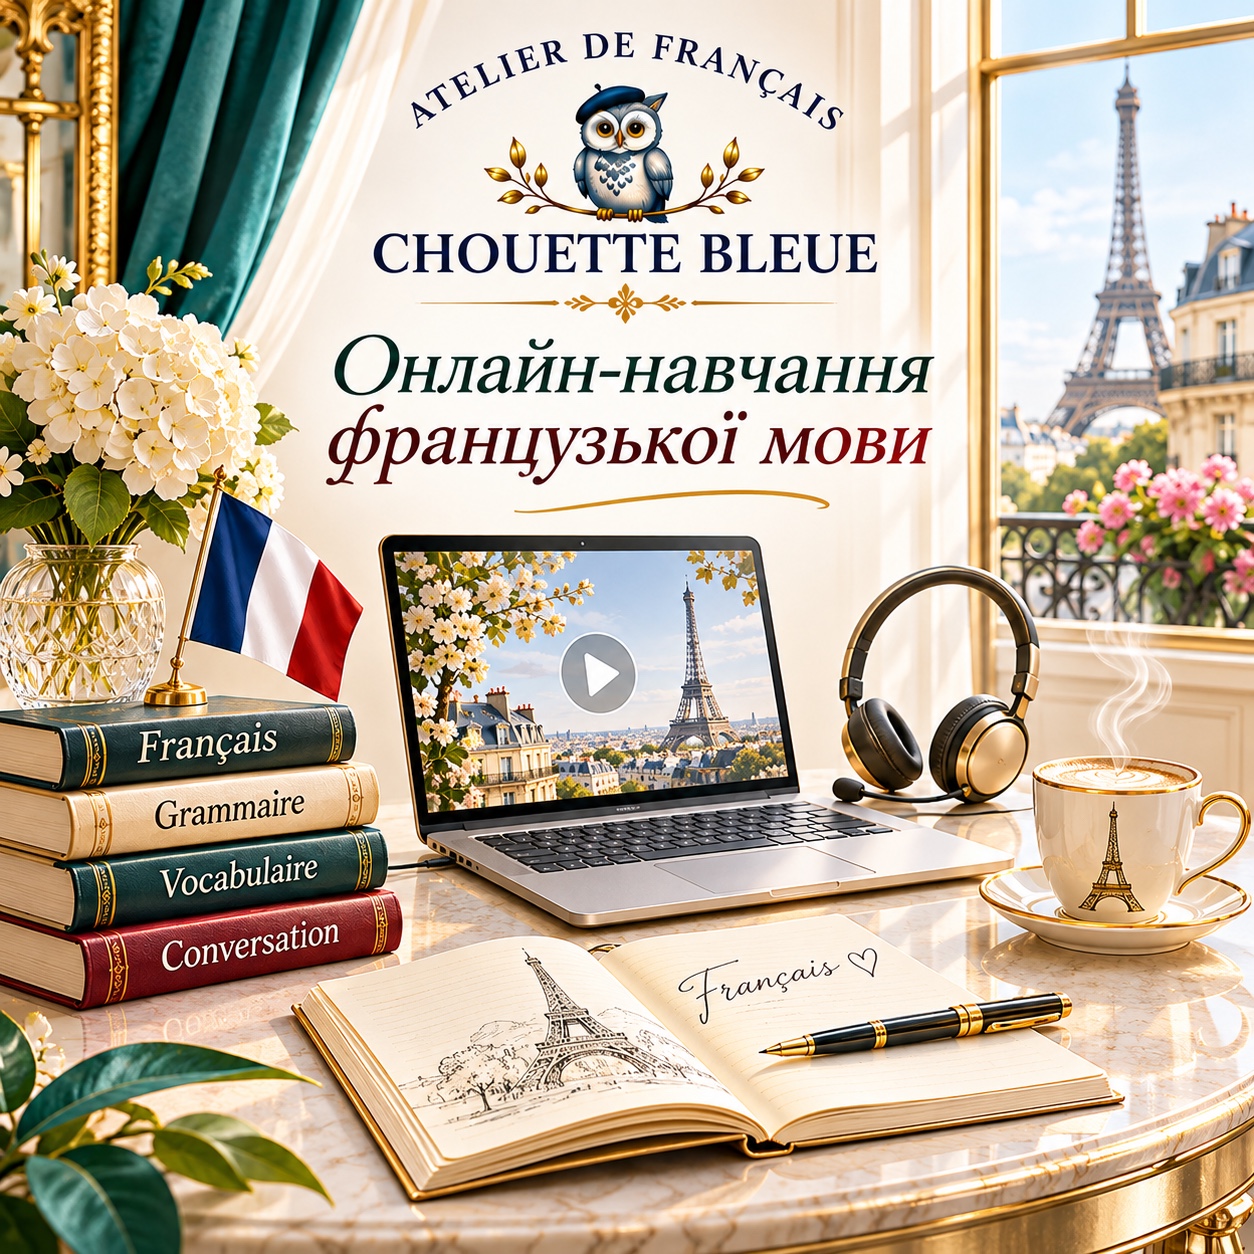 ATELIER DE FRANÇAIS
CHOUETTE BLEUE
Онлайн-навчання
французької мови
Français
Grammaire
Vocabulaire
Conversation
Français